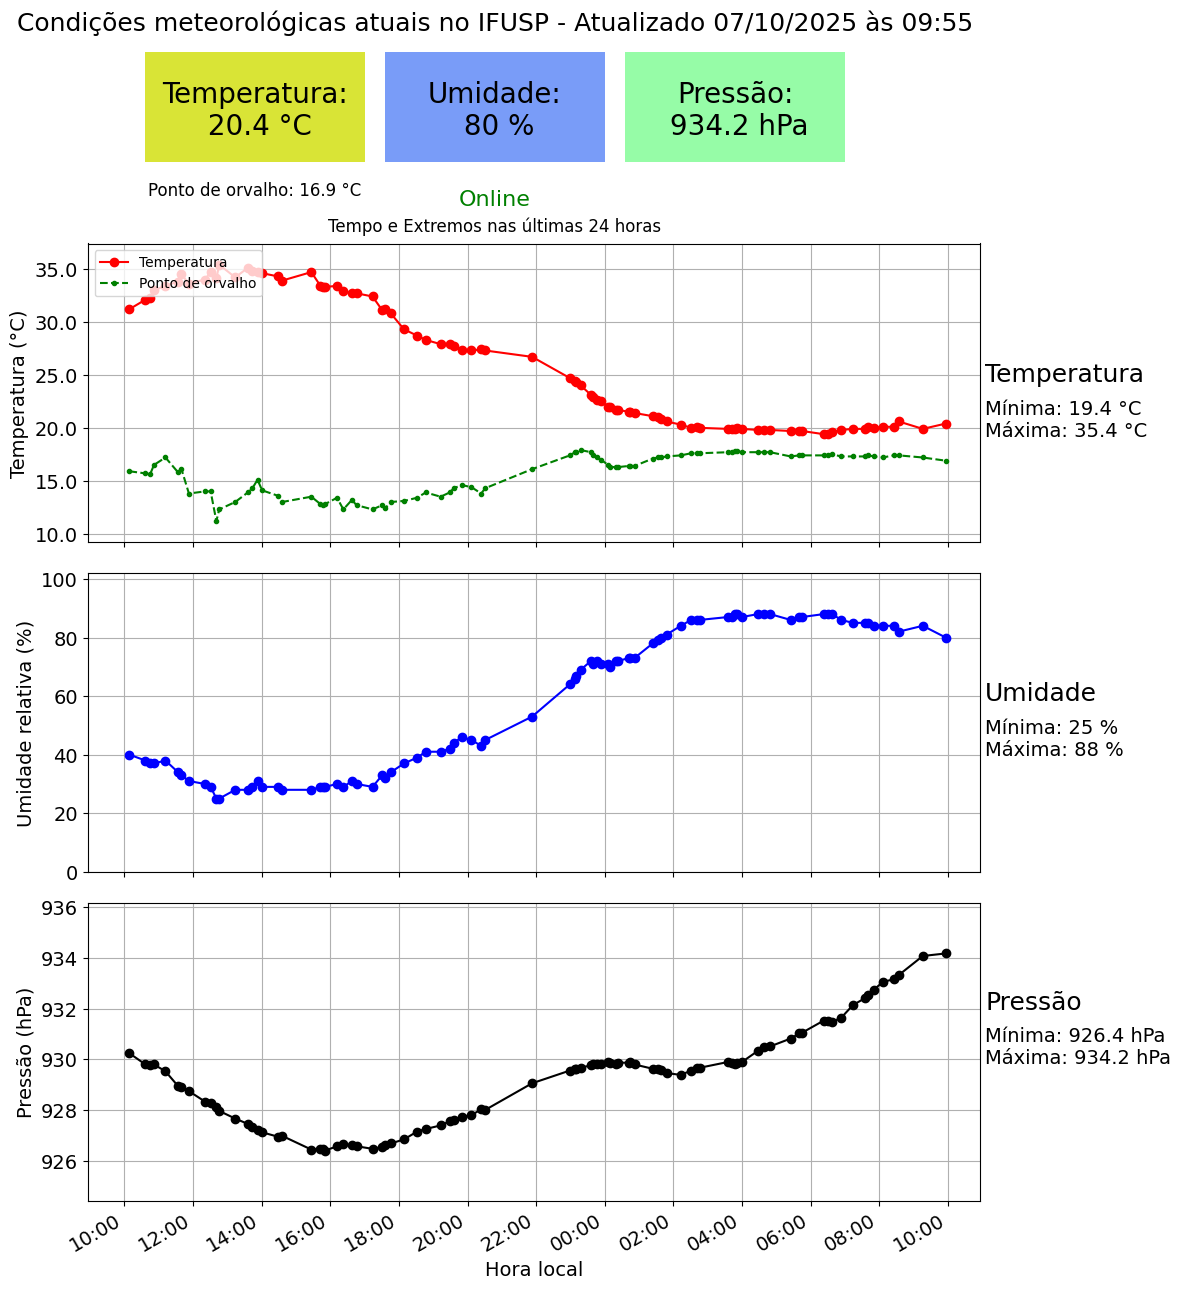 Condições meteorológicas atuais no IFUSP - Atualizado 07/10/2025 às 09:55
Temperatura:
20.4 °C
Umidade:
80 %
Pressão:
934.2 hPa
Ponto de orvalho: 16.9 °C
Online
Tempo e Extremos nas últimas 24 horas
Temperatura
Ponto de orvalho
Temperatura (°C)
35.0
30.0
25.0
20.0
15.0
10.0
Temperatura
Mínima: 19.4 °C
Máxima: 35.4 °C
Umidade relativa (%)
100
80
60
40
20
0
Umidade
Mínima: 25 %
Máxima: 88 %
Pressão (hPa)
936
934
932
930
928
926
Pressão
Mínima: 926.4 hPa
Máxima: 934.2 hPa
10:00 12:00 14:00 16:00 18:00 20:00 22:00 00:00 02:00 04:00 06:00 08:00 10:00
Hora local